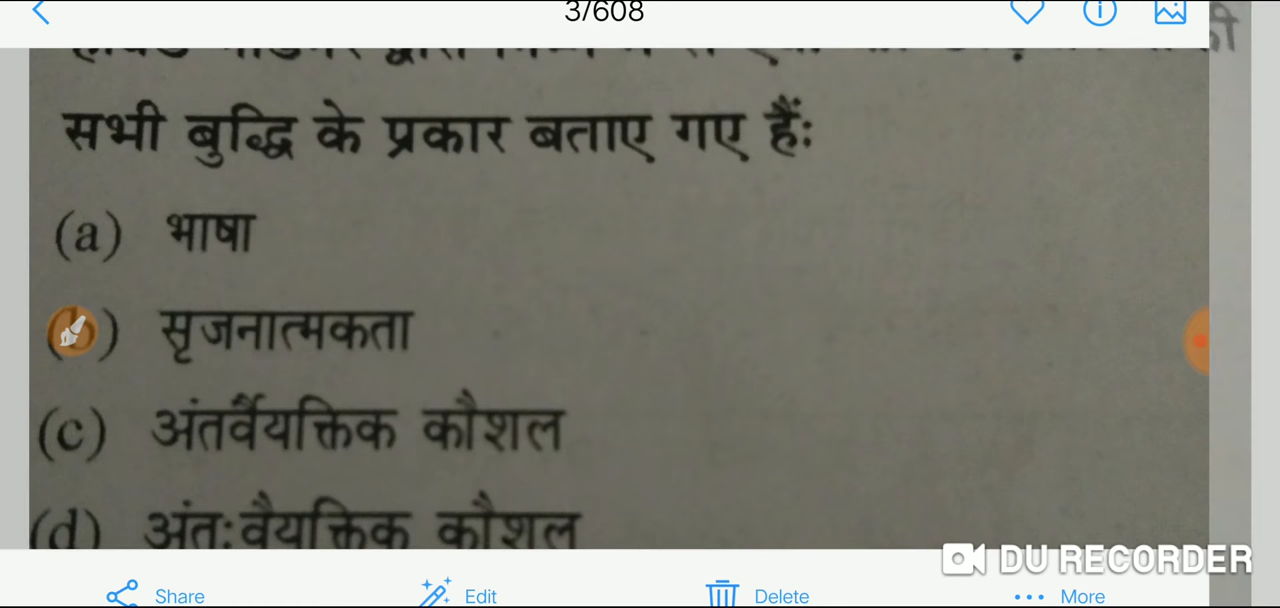 3/608
सभी बुद्धि के प्रकार बताए गए हैं:
(a) भाषा
(b) सृजनात्मकता
(c) अंतर्वैयक्तिक कौशल
(d) अंत:वैयक्तिक कौशल
DU RECORDER
Share Edit Delete More